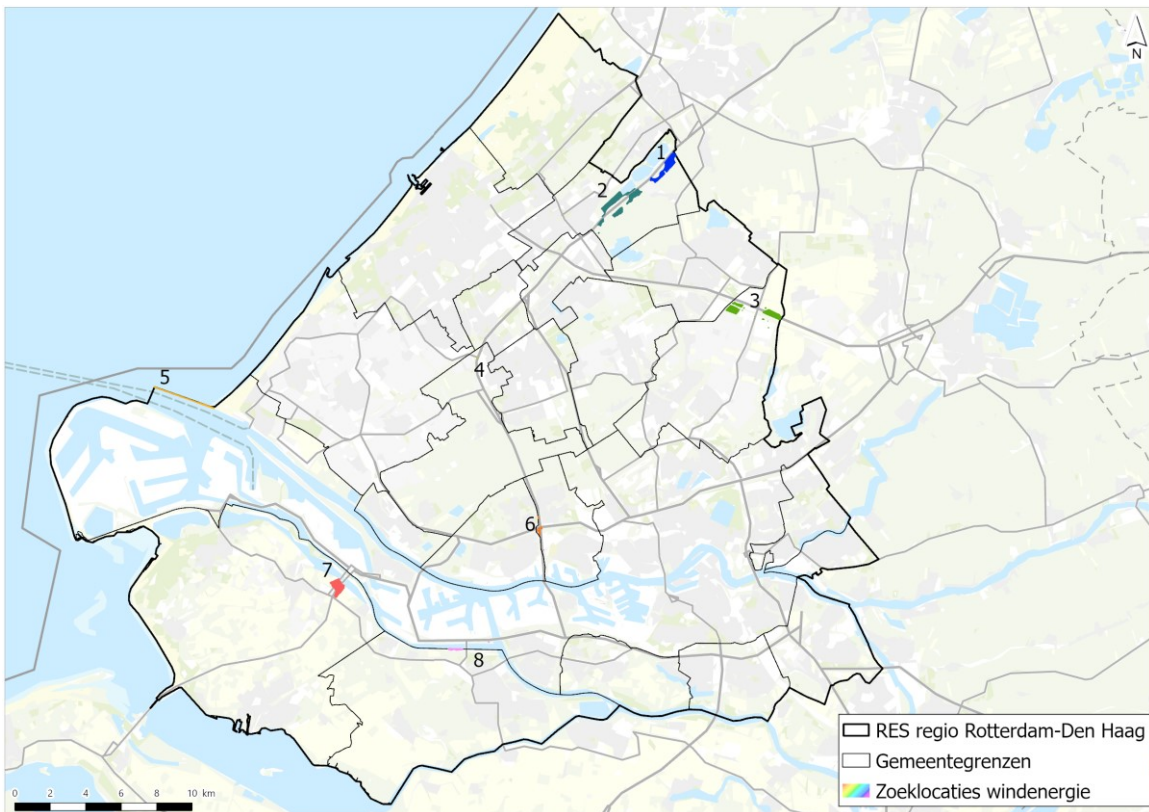 N
1
2
3
4
5
6
7
8
RES regio Rotterdam-Den Haag
Gemeentegrenzen
Zoeklocaties windenergie
0 2 4 6 8 10 km